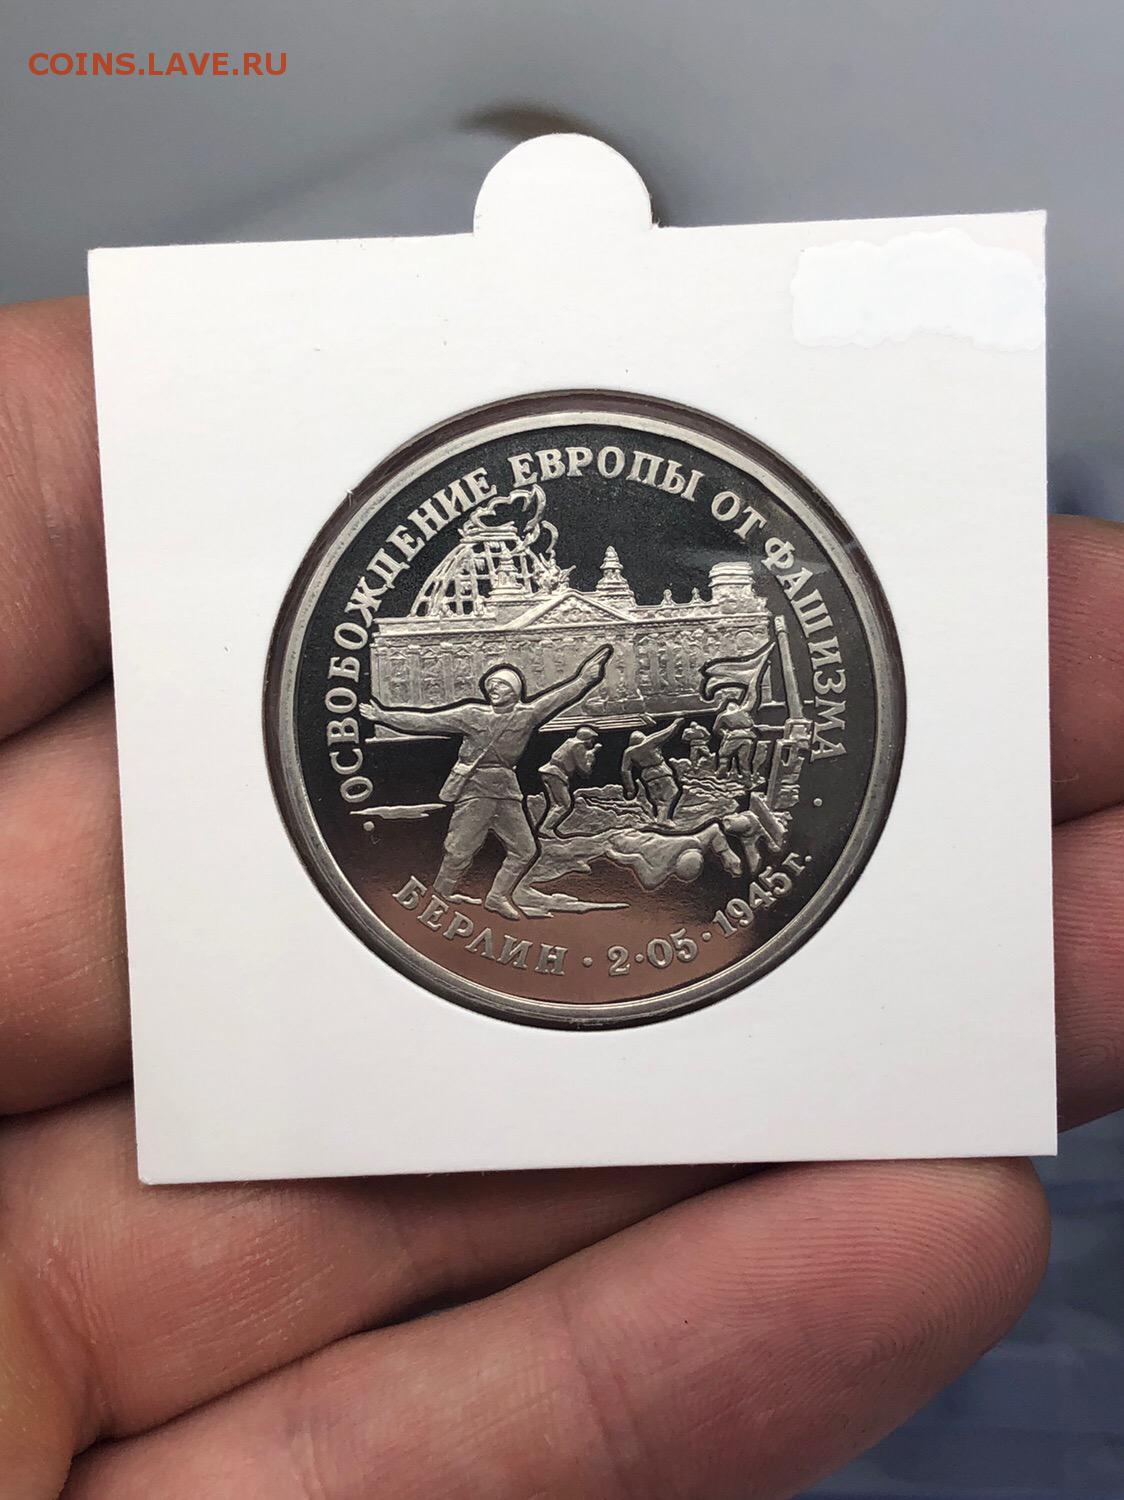 COINS.LAVE.RU
· ОСВОБОЖДЕНИЕ ЕВРОПЫ ОТ ФАШИЗМА ·
БЕРЛИН · 2·05·1945 г.